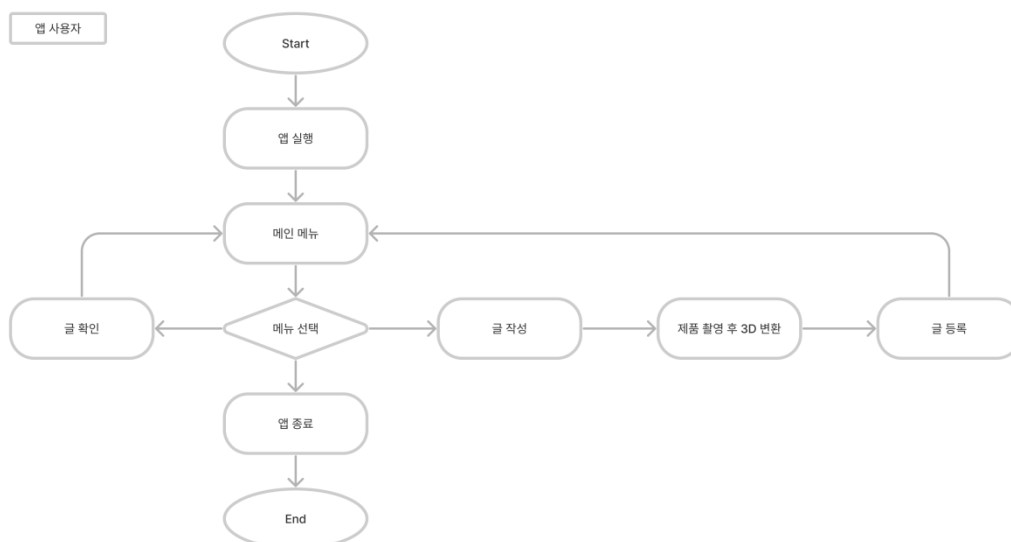 앱 사용자
Start
앱 실행
메인 메뉴
글 확인
메뉴 선택
글 작성
제품 촬영 후 3D 변환
글 등록
앱 종료
End